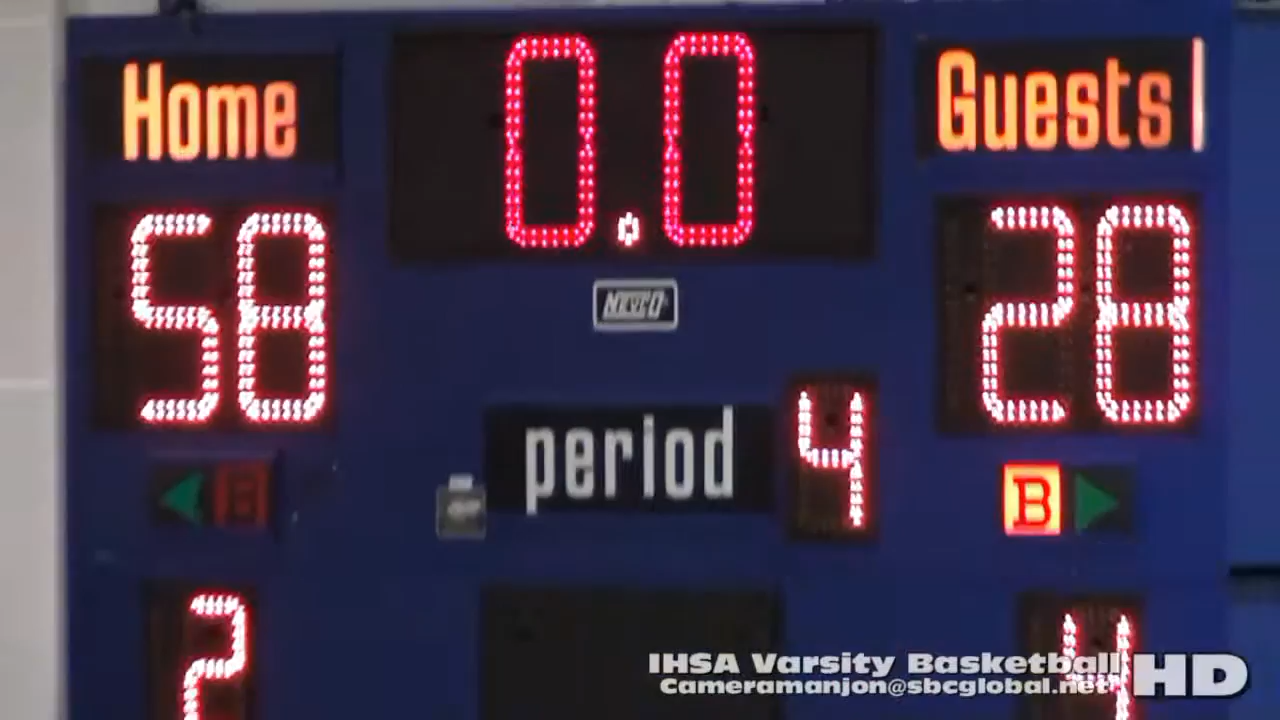 Home 0.0 Guests
58 28
NEVCO
period 4
B B
2 4
IHSA Varsity Basketball HD
Cameramanjon@sbcglobal.net